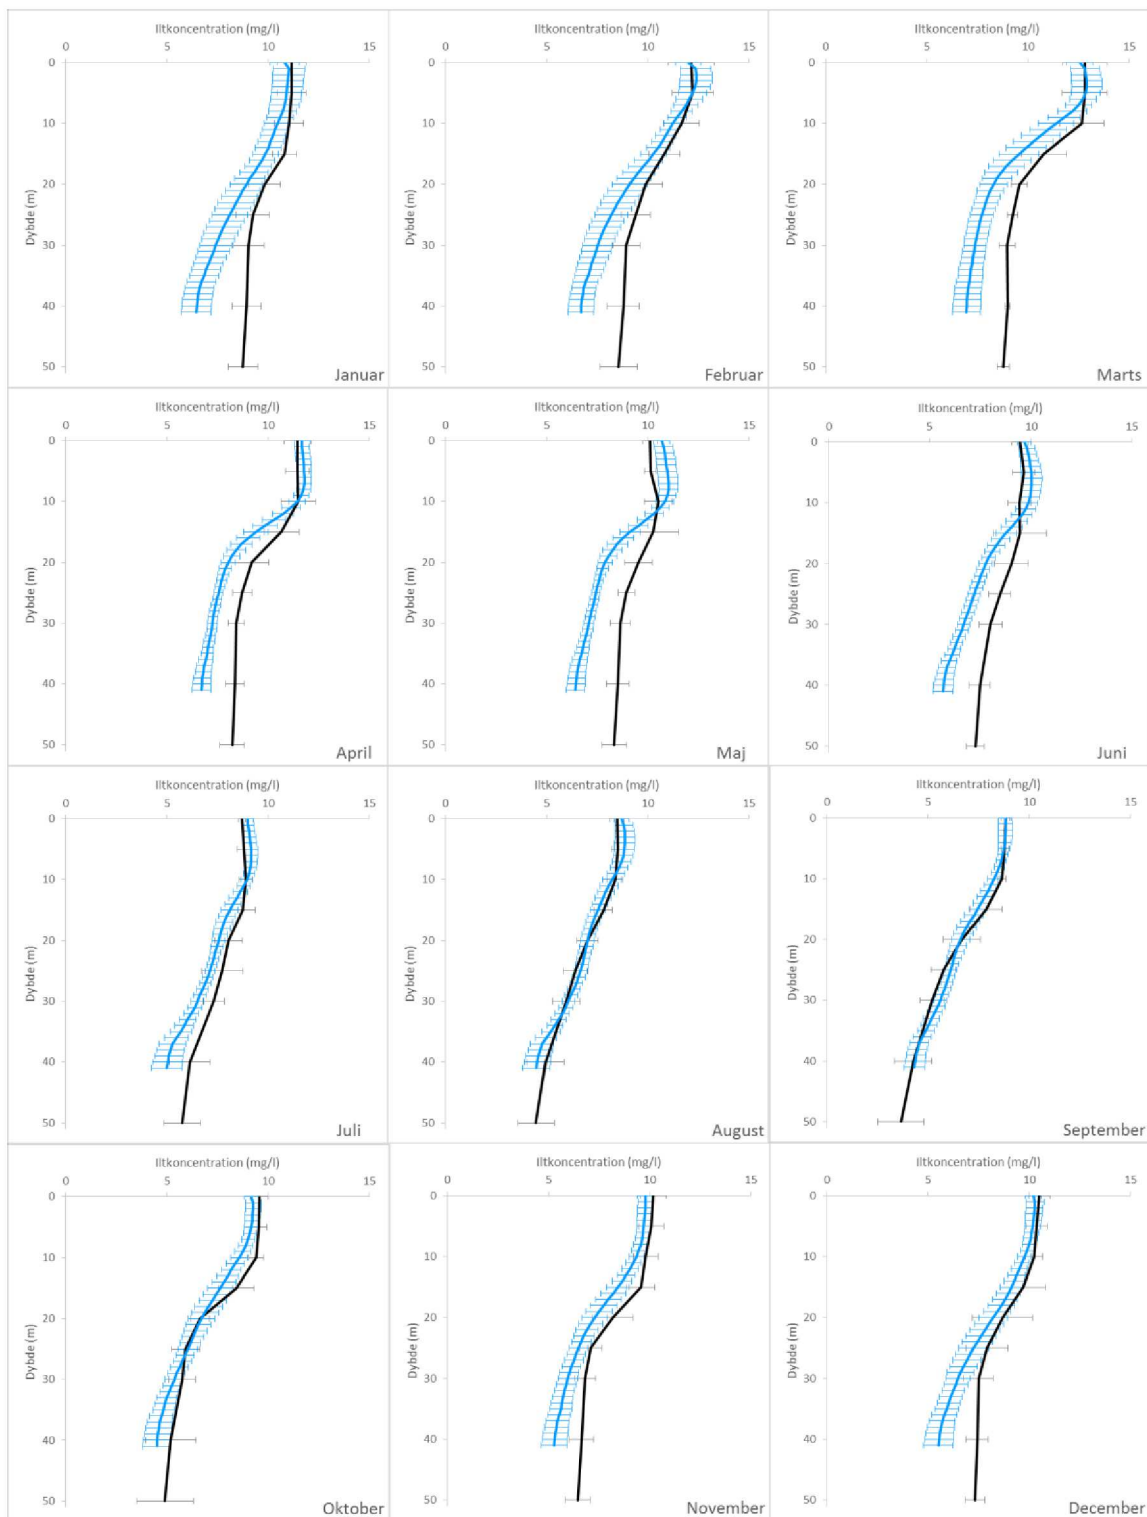 Iltkoncentration (mg/l) Iltkoncentration (mg/l) Iltkoncentration (mg/l)
0 5 10 15 0 5 10 15 0 5 10 15
0 0 0
10 10 10
20 20 20
Dybde (m) Dybde (m) Dybde (m)
30 30 30
40 40 40
50 50 50
Januar Februar Marts
Iltkoncentration (mg/l) Iltkoncentration (mg/l) Iltkoncentration (mg/l)
0 5 10 15 0 5 10 15 0 5 10 15
0 0 0
10 10 10
20 20 20
Dybde (m) Dybde (m) Dybde (m)
30 30 30
40 40 40
50 50 50
April Maj Juni
Iltkoncentration (mg/l) Iltkoncentration (mg/l) Iltkoncentration (mg/l)
0 5 10 15 0 5 10 15 0 5 10 15
0 0 0
10 10 10
20 20 20
Dybde (m) Dybde (m) Dybde (m)
30 30 30
40 40 40
50 50 50
Juli August September
Iltkoncentration (mg/l) Iltkoncentration (mg/l) Iltkoncentration (mg/l)
0 5 10 15 0 5 10 15 0 5 10 15
0 0 0
10 10 10
20 20 20
Dybde (m) Dybde (m) Dybde (m)
30 30 30
40 40 40
50 50 50
Oktober November December